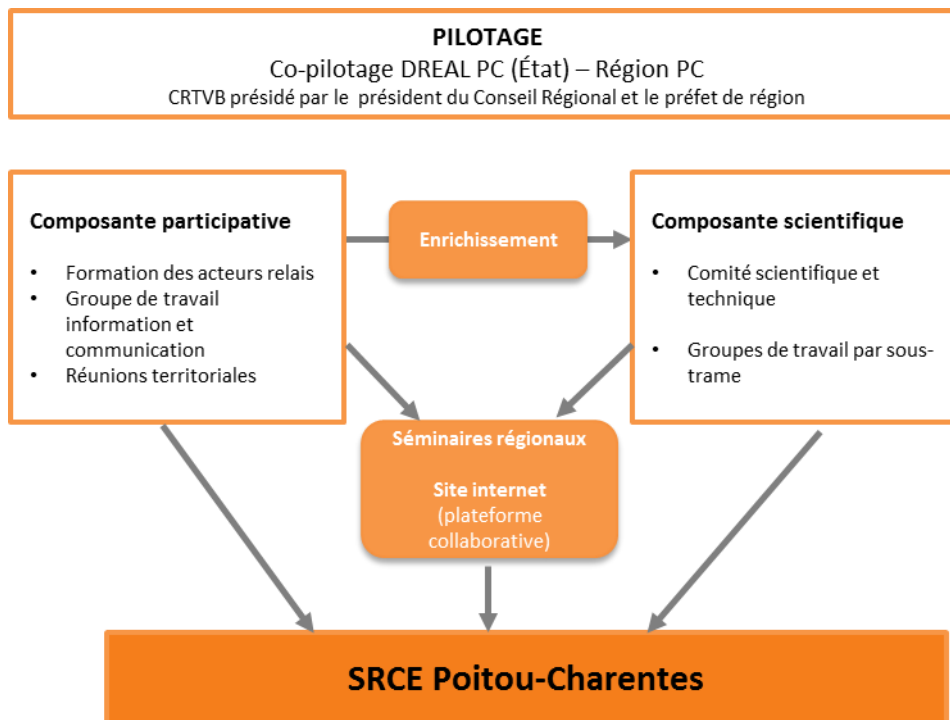 PILOTAGE
Co-pilotage DREAL PC (État) – Région PC
CRTVB présidé par le président du Conseil Régional et le préfet de région
Composante participative
• Formation des acteurs relais
• Groupe de travail
information et
communication
• Réunions territoriales
Enrichissement
Composante scientifique
• Comité scientifique et
technique
• Groupes de travail par sous-
trame
Séminaires régionaux
Site internet
(plateforme
collaborative)
SRCE Poitou-Charentes